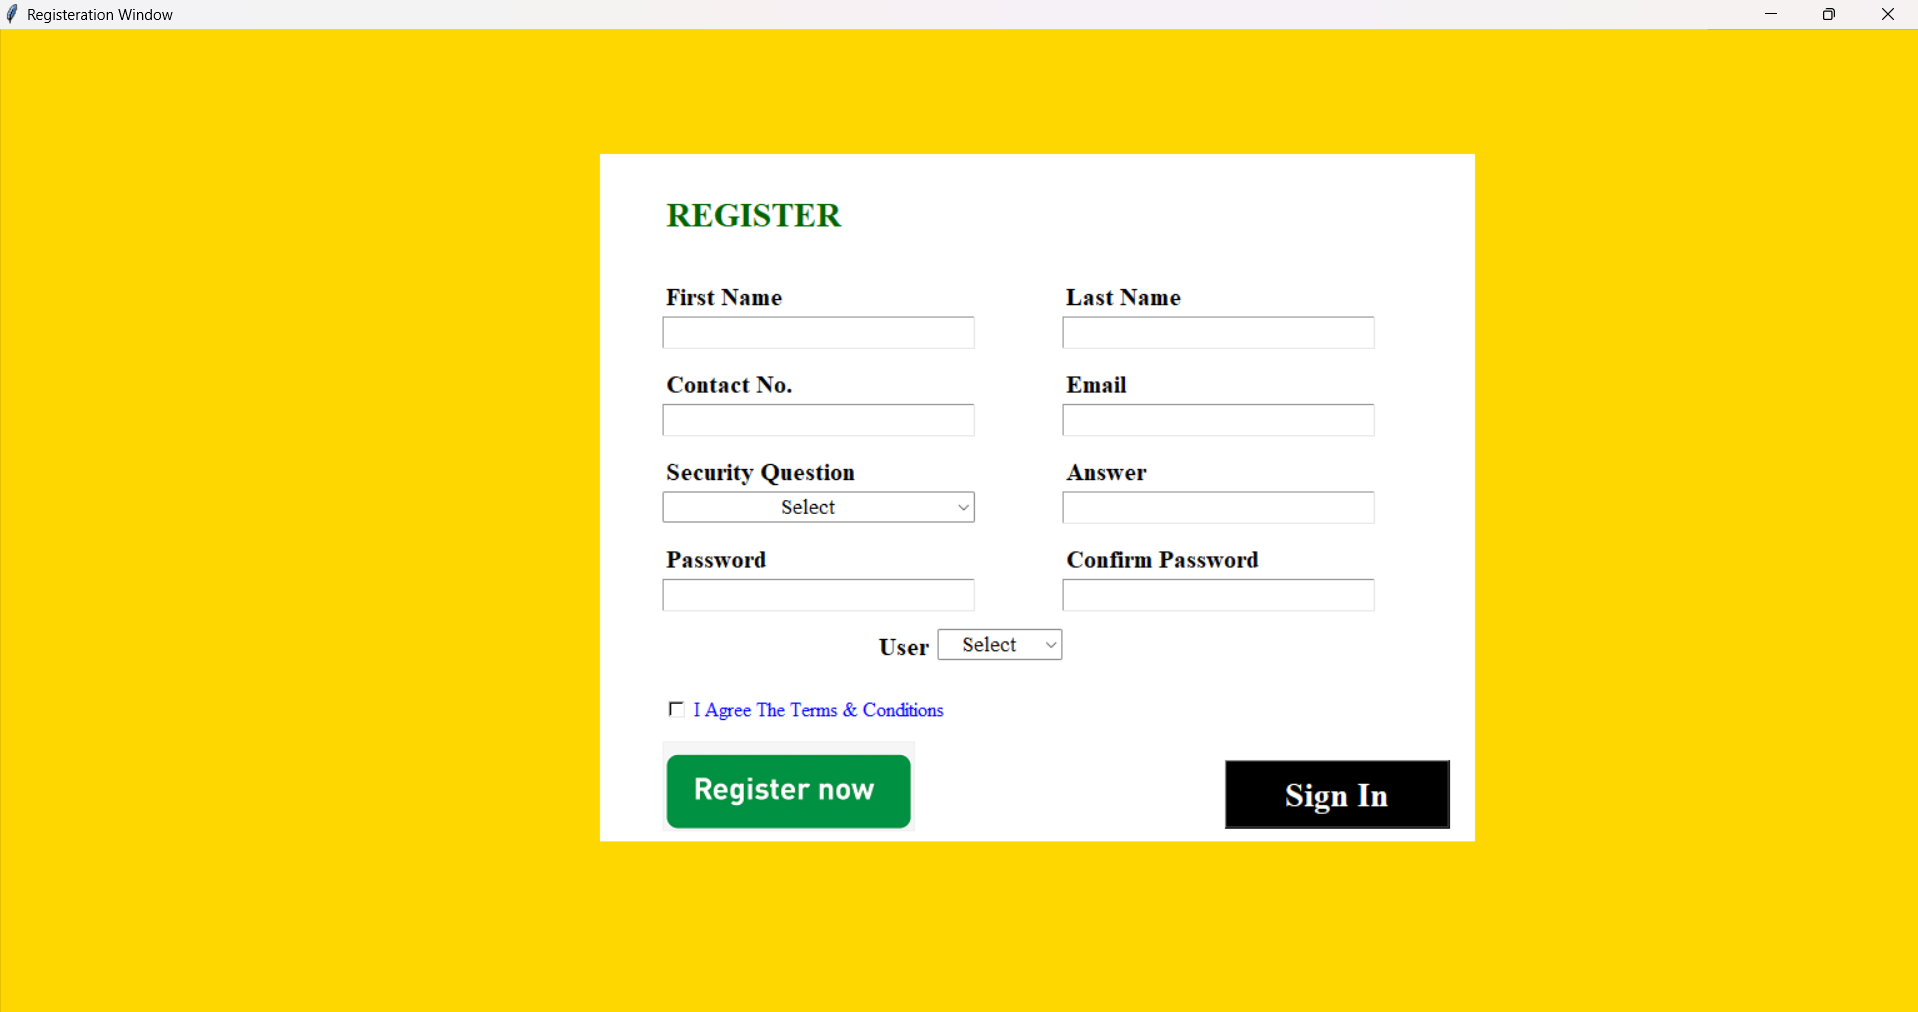 Registeration Window
REGISTER
First Name Last Name
Contact No. Email
Security Question Answer
Select
Password Confirm Password
User Select
I Agree The Terms & Conditions
Register now Sign In